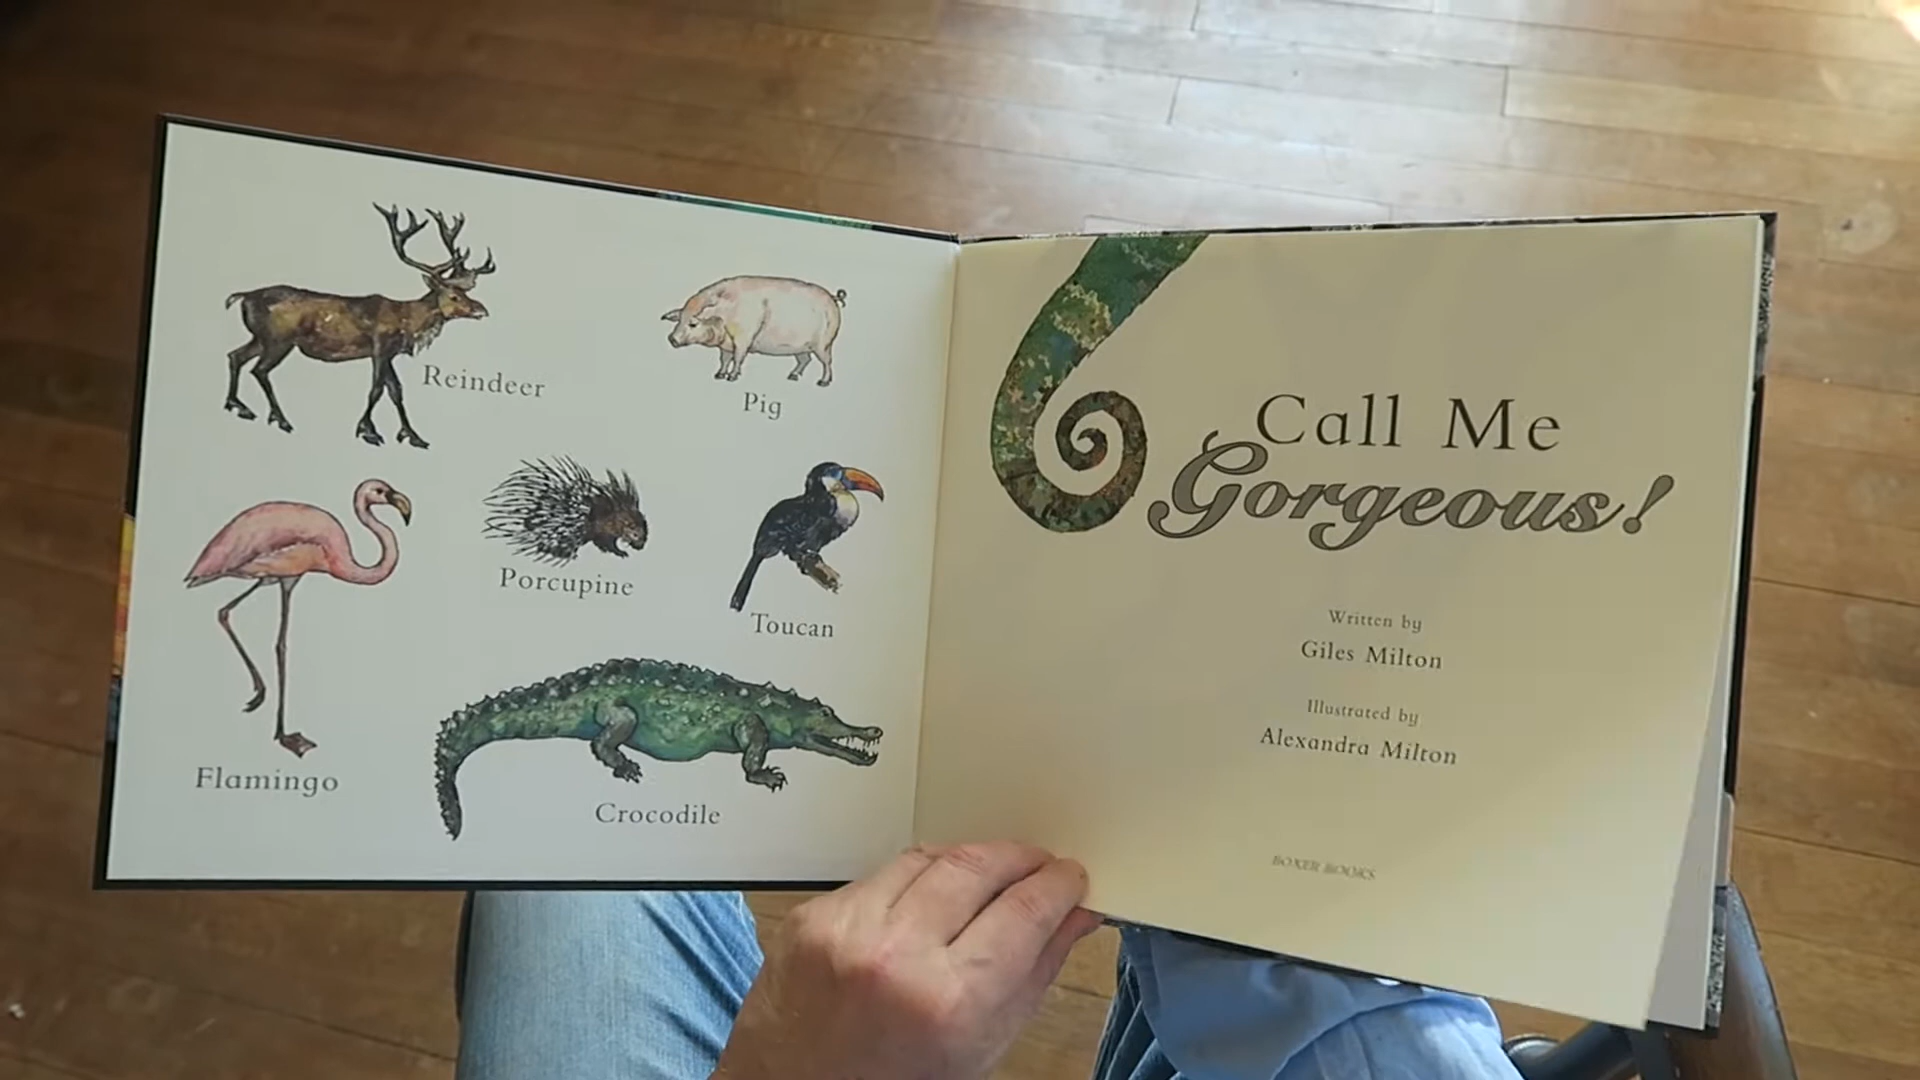 Reindeer
Pig
Porcupine
Toucan
Flamingo
Crocodile
Call Me
Gorgeous!
Written by
Giles Milton
Illustrated by
Alexandra Milton
BOXER BOOKS